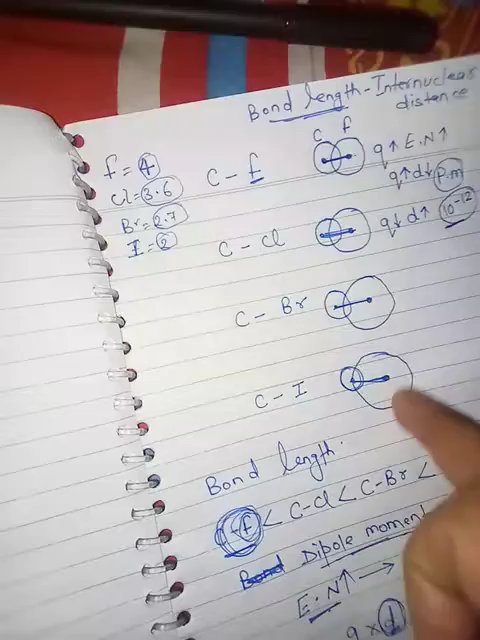 Bond length - Internuclear
distance
f = 4
Cl = 3.6
Br = 2.7
I = 2
C - f
C f
q↑ E.N↑
q↑ d↓ P.m
C - Cl
q↓ d↑ 10⁻¹²
C - Br
C - I
Bond length.
C-f < C-Cl < C-Br <
Dipole moment
E.N↑ →
q × d